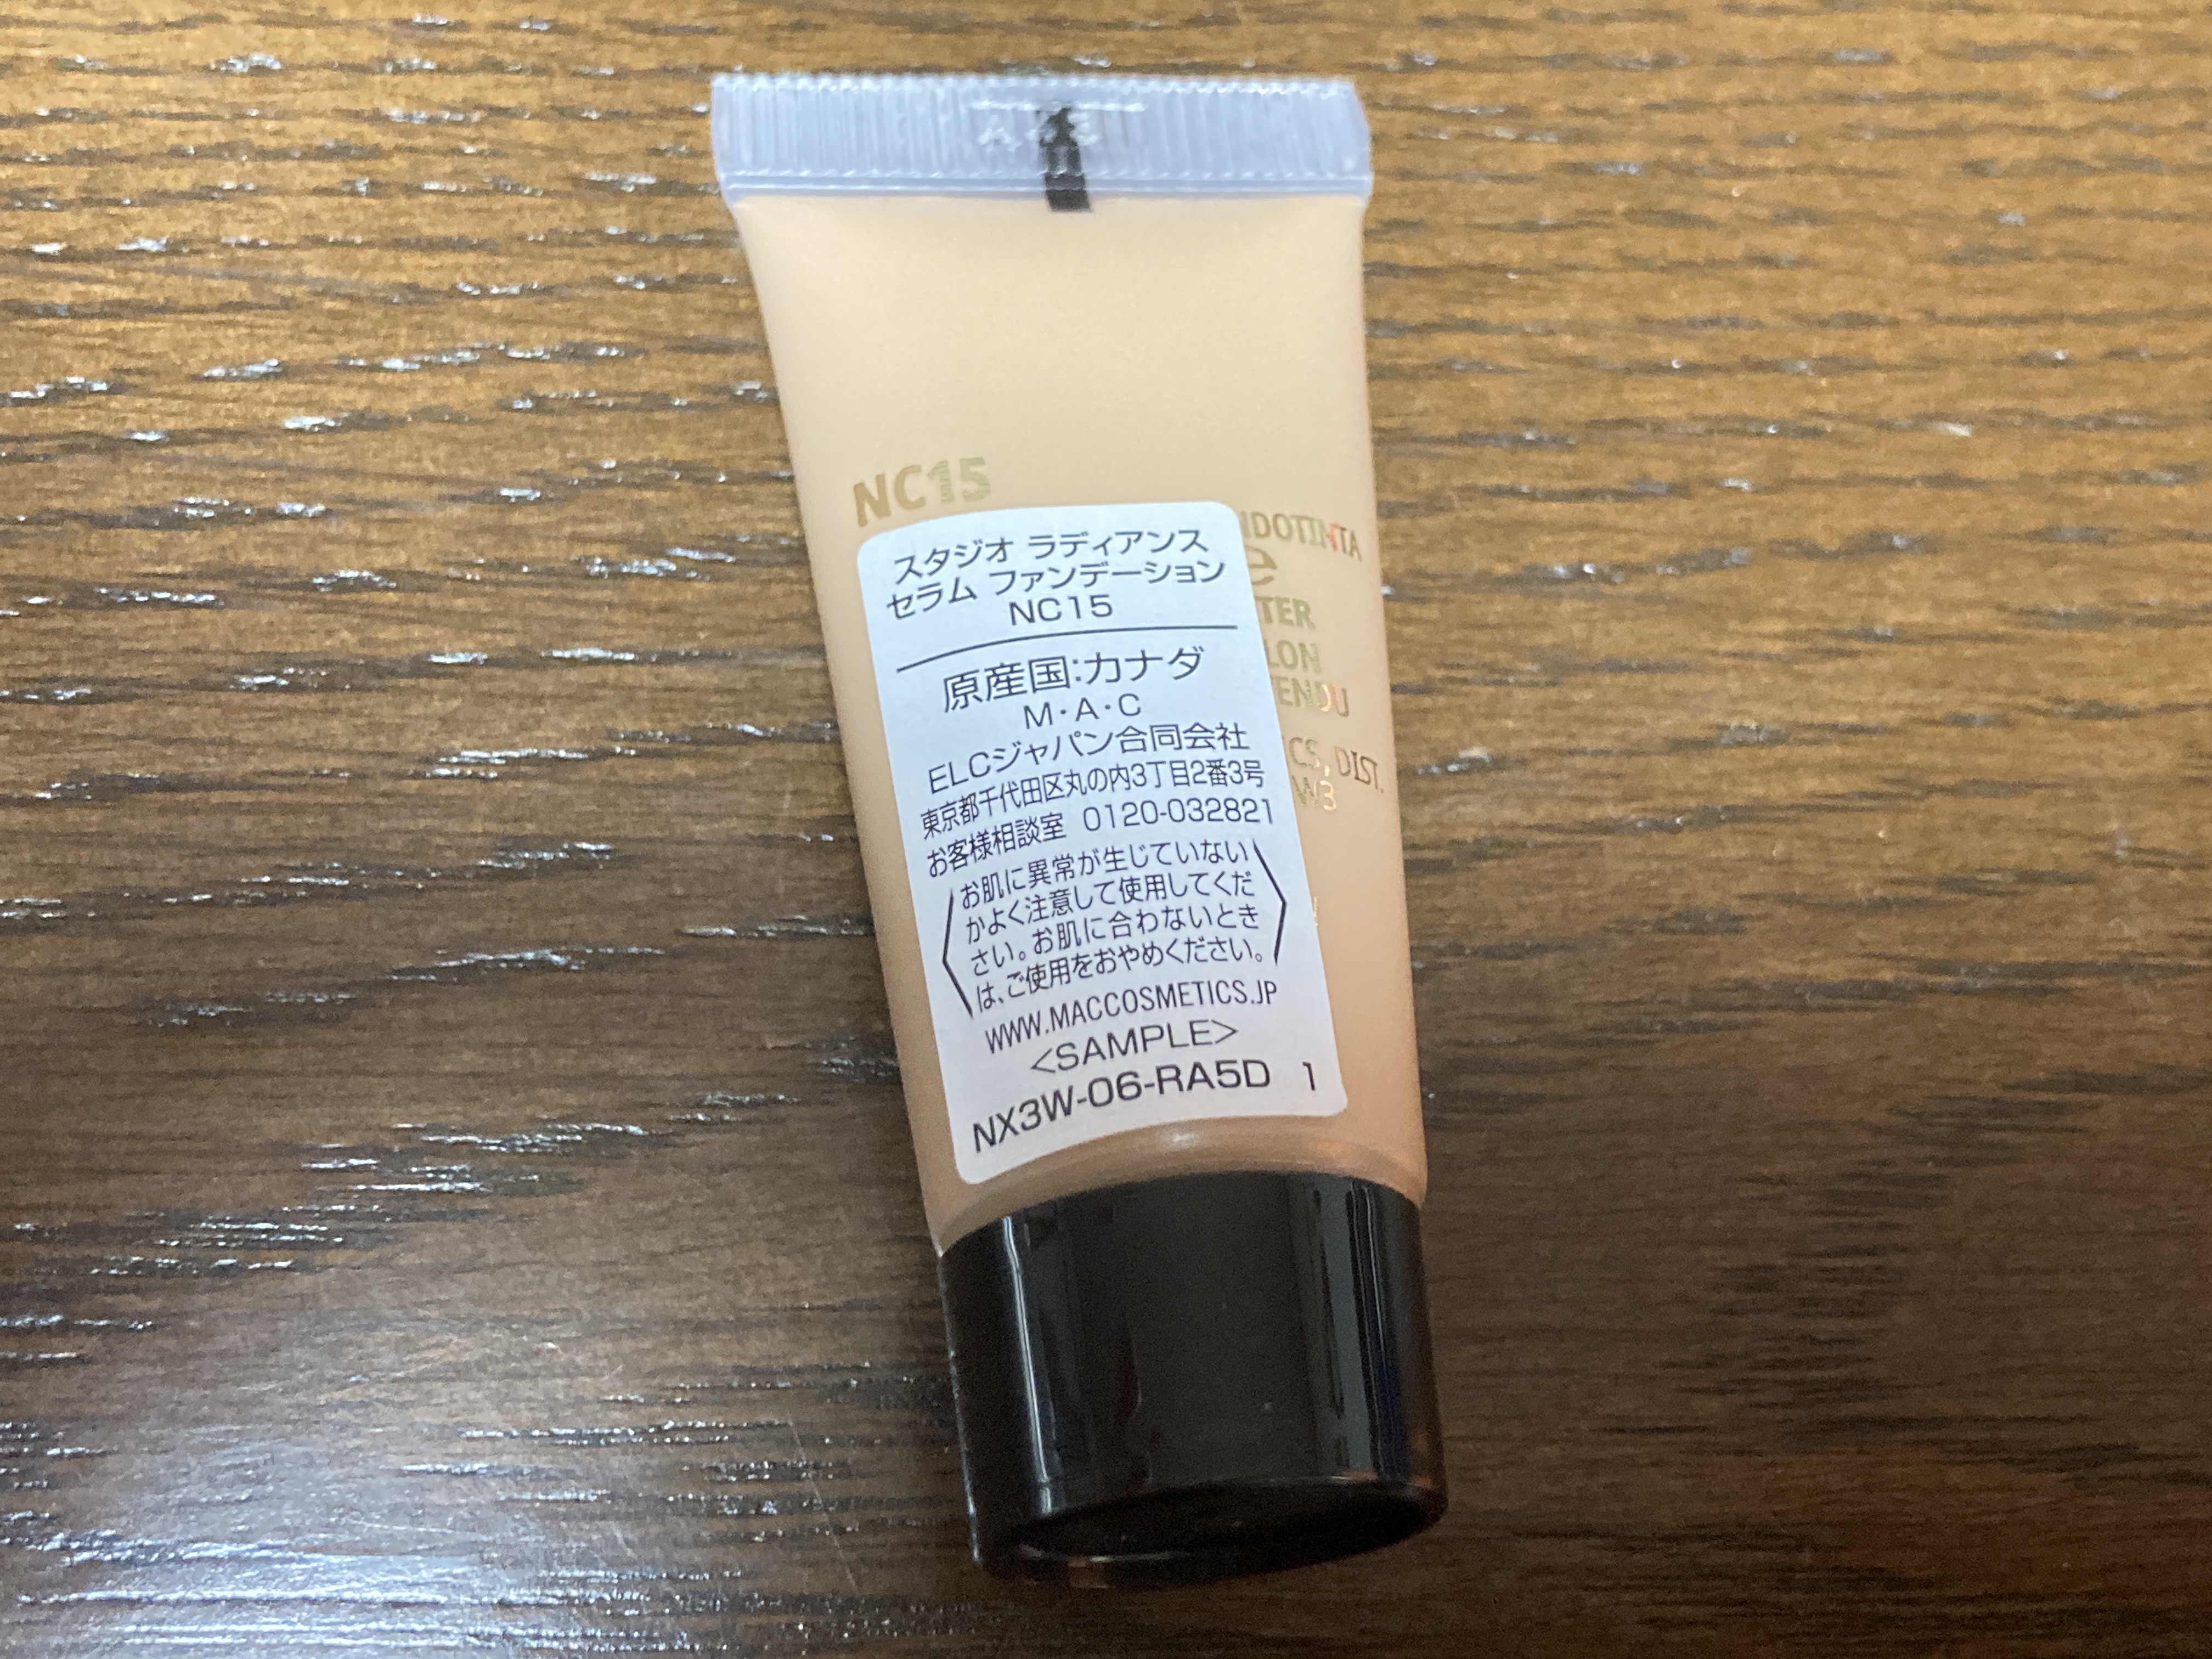 NC15
スタジオ ラディアンス
セラム ファンデーション
NC15
原産国:カナダ
M・A・C
ELCジャパン合同会社
東京都千代田区丸の内3丁目2番3号
お客様相談室 0120-032821
お肌に異常が生じていない
かよく注意して使用してくだ
さい。お肌に合わないとき
は、ご使用をおやめください。
WWW.MACCOSMETICS.JP
<SAMPLE>
NX3W-06-RA5D 1
DIST.